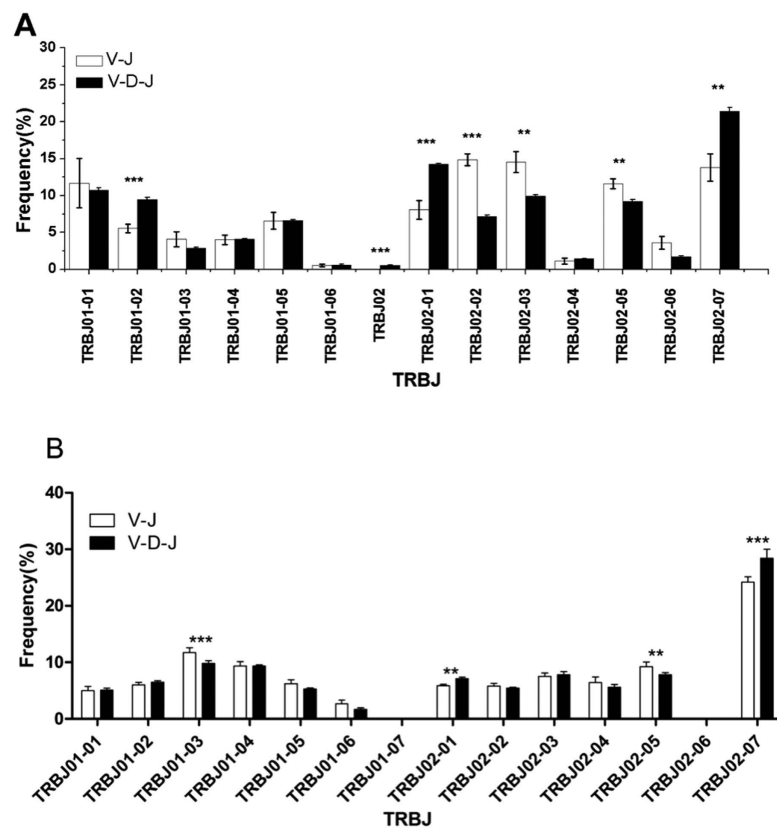 A
30
25
20
15
10
5
0
Frequency(%)
V-J
V-D-J
***
***
***
***
**
**
**
TRBJ01-01
TRBJ01-02
TRBJ01-03
TRBJ01-04
TRBJ01-05
TRBJ01-06
TRBJ02
TRBJ02-01
TRBJ02-02
TRBJ02-03
TRBJ02-04
TRBJ02-05
TRBJ02-06
TRBJ02-07
TRBJ
B
40
30
20
10
0
Frequency(%)
V-J
V-D-J
***
**
**
***
TRBJ01-01
TRBJ01-02
TRBJ01-03
TRBJ01-04
TRBJ01-05
TRBJ01-06
TRBJ01-07
TRBJ02-01
TRBJ02-02
TRBJ02-03
TRBJ02-04
TRBJ02-05
TRBJ02-6
TRBJ02-07
TRBJ